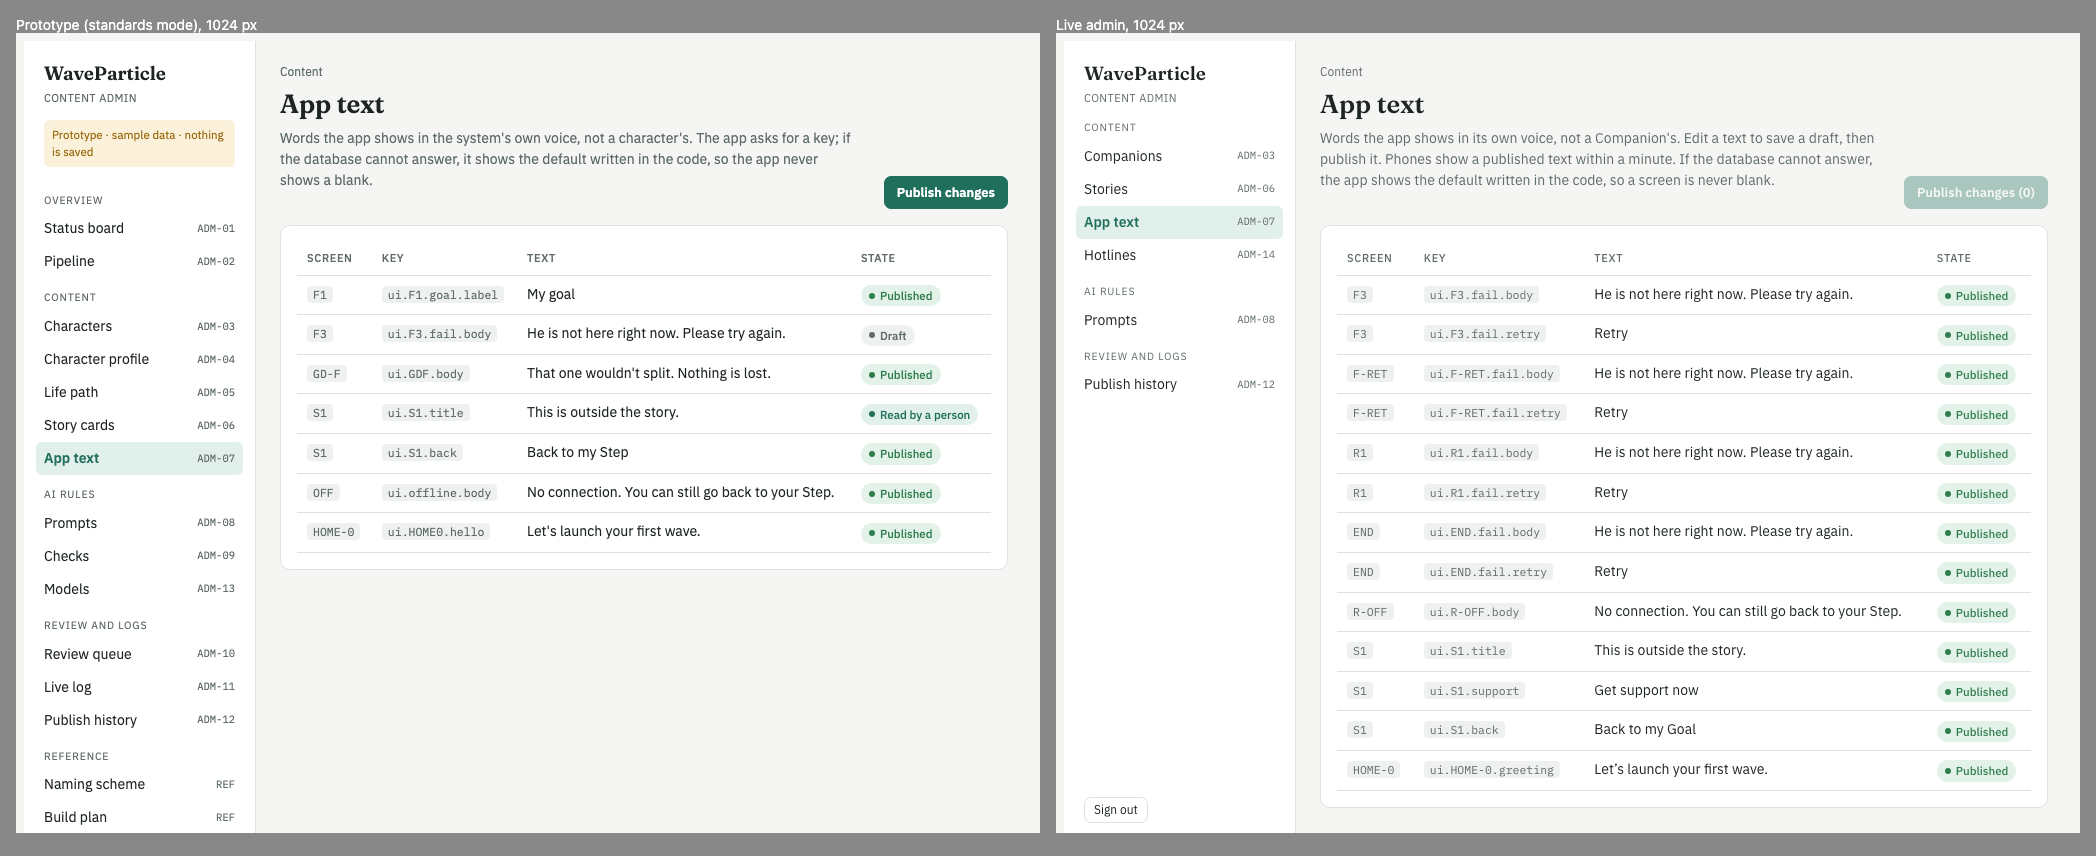 Prototype (standards mode), 1024 px
WaveParticle
CONTENT ADMIN
Prototype · sample data · nothing
is saved
OVERVIEW
Status board ADM-01
Pipeline ADM-02
CONTENT
Characters ADM-03
Character profile ADM-04
Life path ADM-05
Story cards ADM-06
App text ADM-07
AI RULES
Prompts ADM-08
Checks ADM-09
Models ADM-13
REVIEW AND LOGS
Review queue ADM-10
Live log ADM-11
Publish history ADM-12
REFERENCE
Naming scheme REF
Build plan REF
Content
App text
Words the app shows in the system's own voice, not a character's. The app asks for a key; if
the database cannot answer, it shows the default written in the code, so the app never
shows a blank.
Publish changes
SCREEN KEY TEXT STATE
F1 ui.F1.goal.label My goal Published
F3 ui.F3.fail.body He is not here right now. Please try again. Draft
GD-F ui.GDF.body That one wouldn't split. Nothing is lost. Published
S1 ui.S1.title This is outside the story. Read by a person
S1 ui.S1.back Back to my Step Published
OFF ui.offline.body No connection. You can still go back to your Step. Published
HOME-0 ui.HOME0.hello Let's launch your first wave. Published
Live admin, 1024 px
WaveParticle
CONTENT ADMIN
CONTENT
Companions ADM-03
Stories ADM-06
App text ADM-07
Hotlines ADM-14
AI RULES
Prompts ADM-08
REVIEW AND LOGS
Publish history ADM-12
Sign out
Content
App text
Words the app shows in its own voice, not a Companion's. Edit a text to save a draft, then
publish it. Phones show a published text within a minute. If the database cannot answer,
the app shows the default written in the code, so a screen is never blank.
Publish changes (0)
SCREEN KEY TEXT STATE
F3 ui.F3.fail.body He is not here right now. Please try again. Published
F3 ui.F3.fail.retry Retry Published
F-RET ui.F-RET.fail.body He is not here right now. Please try again. Published
F-RET ui.F-RET.fail.retry Retry Published
R1 ui.R1.fail.body He is not here right now. Please try again. Published
R1 ui.R1.fail.retry Retry Published
END ui.END.fail.body He is not here right now. Please try again. Published
END ui.END.fail.retry Retry Published
R-OFF ui.R-OFF.body No connection. You can still go back to your Step. Published
S1 ui.S1.title This is outside the story. Published
S1 ui.S1.support Get support now Published
S1 ui.S1.back Back to my Goal Published
HOME-0 ui.HOME-0.greeting Let’s launch your first wave. Published